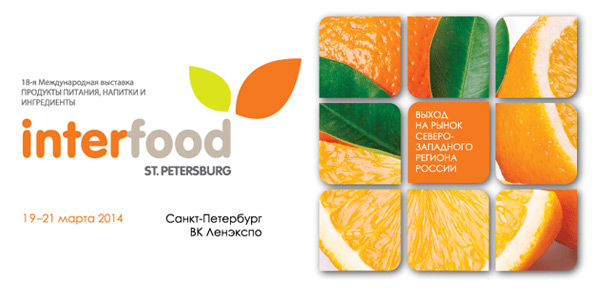 18-я Международная выставка
ПРОДУКТЫ ПИТАНИЯ, НАПИТКИ И
ИНГРЕДИЕНТЫ
interfood
ST. PETERSBURG
19–21 марта 2014
Санкт-Петербург
ВК Ленэкспо
ВЫХОД
НА РЫНОК
СЕВЕРО-
ЗАПАДНОГО
РЕГИОНА
РОССИИ